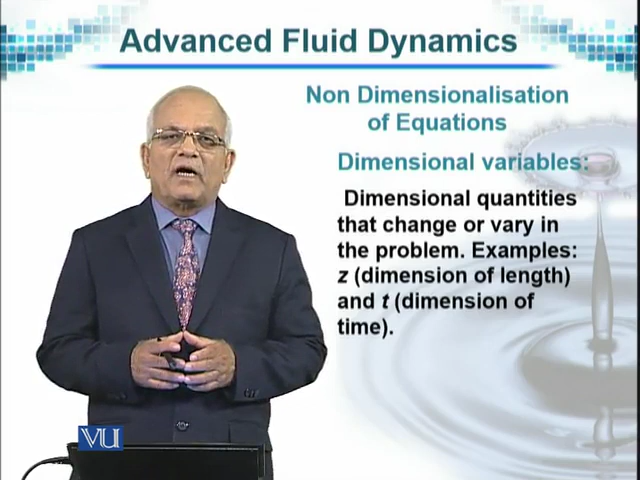 Advanced Fluid Dynamics
Non Dimensionalisation
of Equations
Dimensional variables:
Dimensional quantities
that change or vary in
the problem. Examples:
z (dimension of length)
and t (dimension of
time).
VU